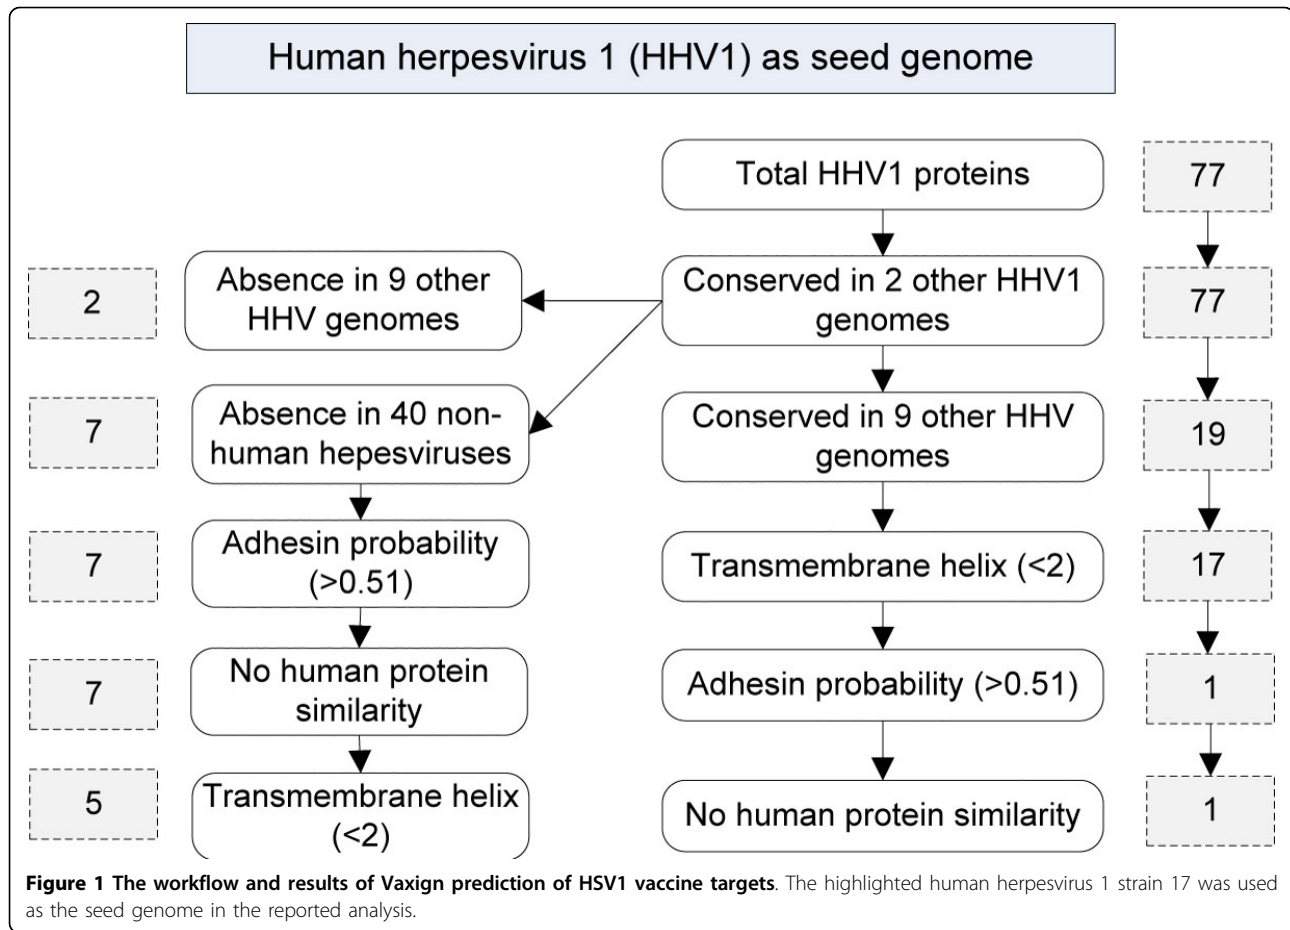 Human herpesvirus 1 (HHV1) as seed genome
Total HHV1 proteins
77
2
Absence in 9 other
HHV genomes
Conserved in 2 other HHV1
genomes
77
7
Absence in 40 non-
human hepesviruses
Conserved in 9 other HHV
genomes
19
7
Adhesin probability
(>0.51)
Transmembrane helix (<2)
17
7
No human protein
similarity
Adhesin probability (>0.51)
1
5
Transmembrane helix
(<2)
No human protein similarity
1
Figure 1 The workflow and results of Vaxign prediction of HSV1 vaccine targets. The highlighted human herpesvirus 1 strain 17 was used
as the seed genome in the reported analysis.